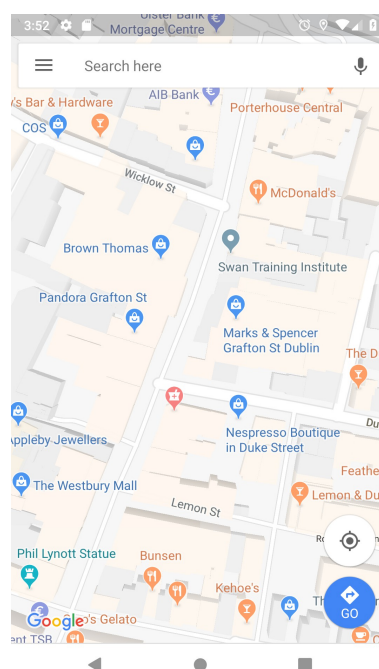 3:52
Ulster Bank
Mortgage Centre
Search here
's Bar & Hardware
AIB Bank
Porterhouse Central
COS
Wicklow St
McDonald's
Brown Thomas
Swan Training Institute
Pandora Grafton St
Marks & Spencer
Grafton St Dublin
The D
Du
Appleby Jewellers
Nespresso Boutique
in Duke Street
Feathe
The Westbury Mall
Lemon & Du
Lemon St
Ro
Phil Lynott Statue
Bunsen
Kehoe's
Th
GO
Google
o's Gelato
ent TSB